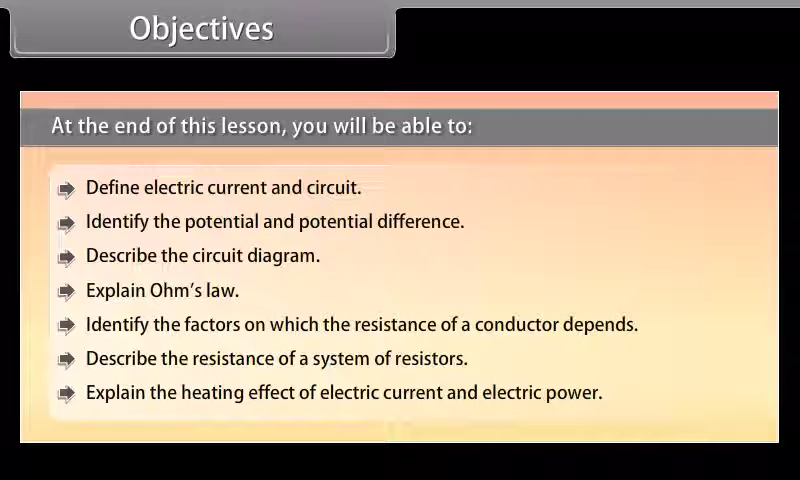 Objectives
At the end of this lesson, you will be able to:
Define electric current and circuit.
Identify the potential and potential difference.
Describe the circuit diagram.
Explain Ohm's law.
Identify the factors on which the resistance of a conductor depends.
Describe the resistance of a system of resistors.
Explain the heating effect of electric current and electric power.